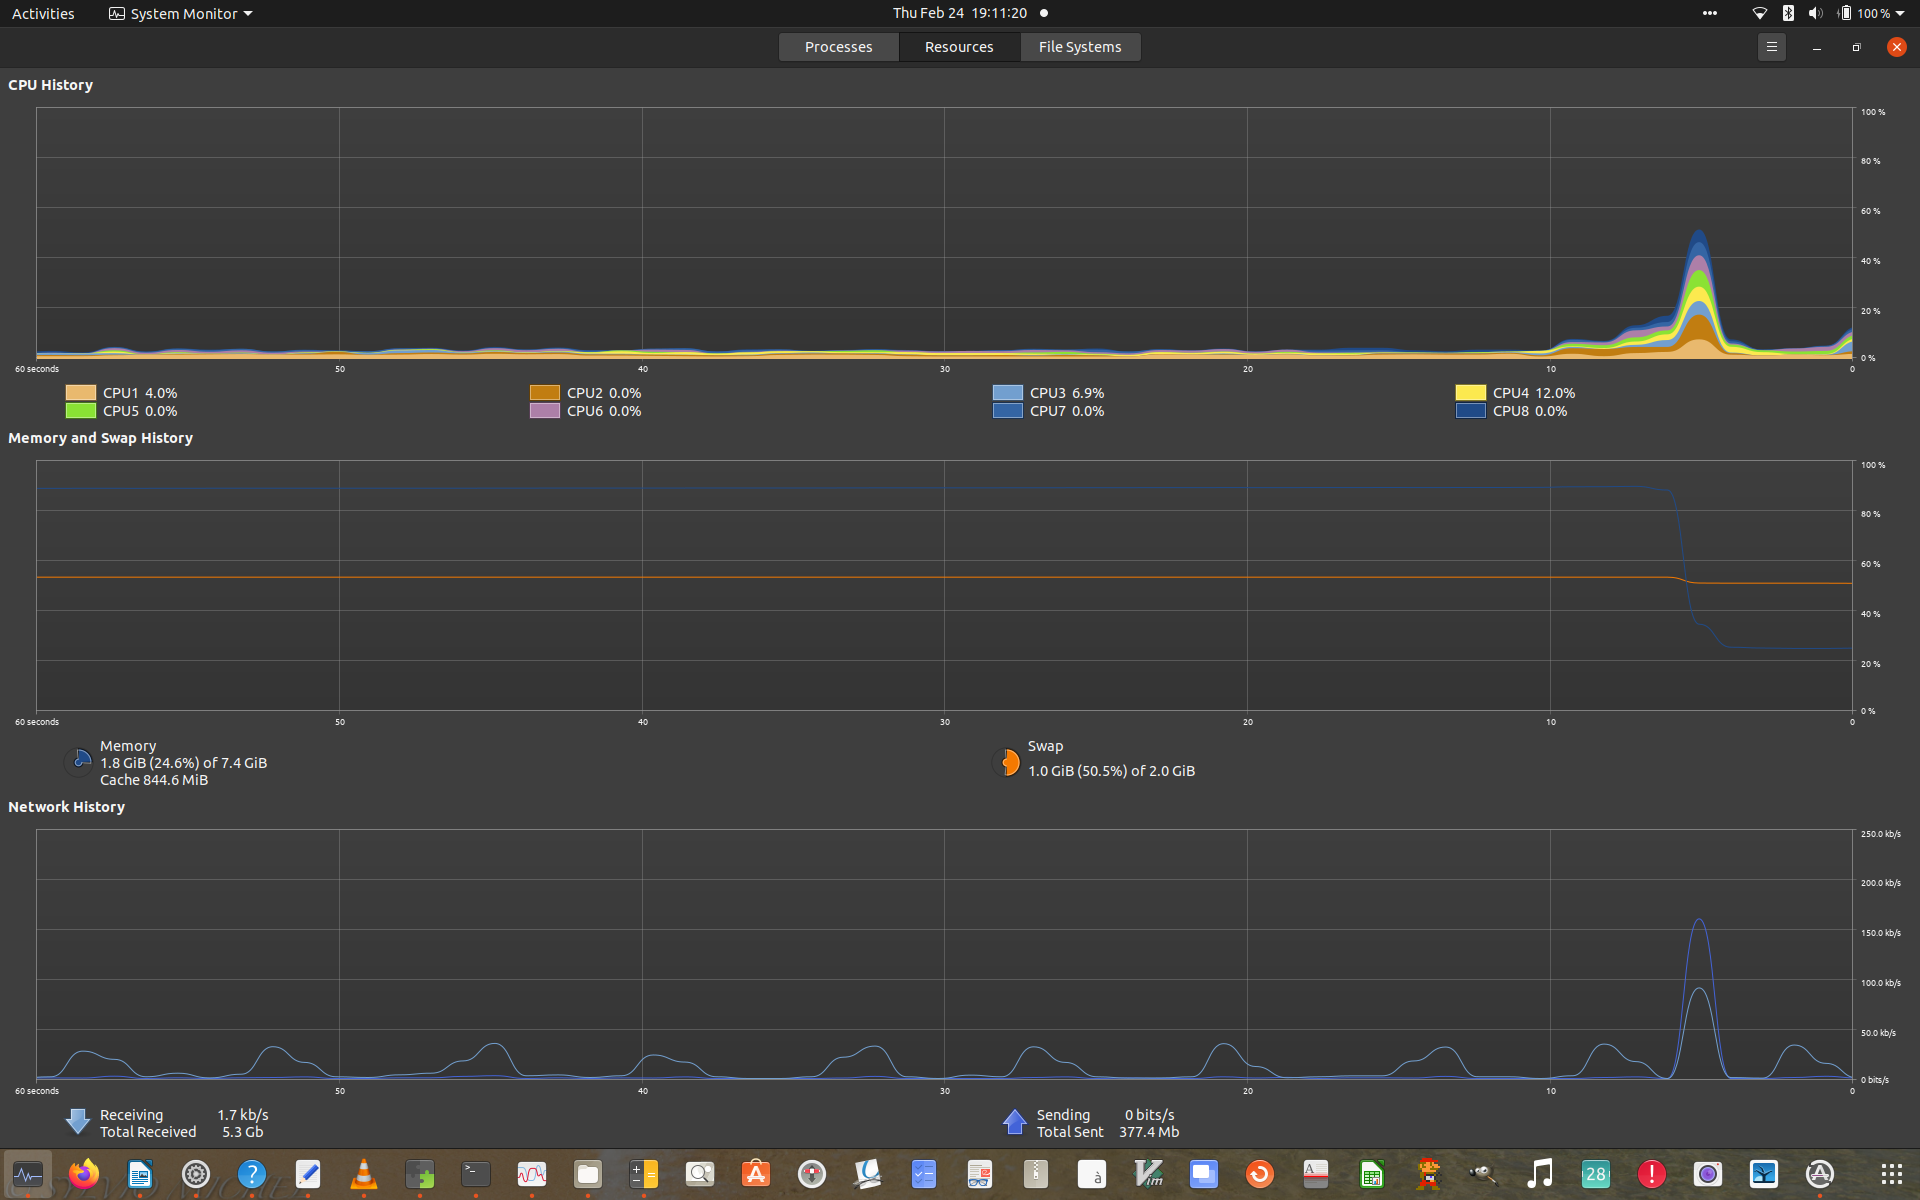 Activities System Monitor Thu Feb 24 19:11:20 100 %
Processes Resources File Systems
CPU History
100 %
80 %
60 %
40 %
20 %
0 %
60 seconds 50 40 30 20 10 0
CPU1 4.0% CPU2 0.0% CPU3 6.9% CPU4 12.0%
CPU5 0.0% CPU6 0.0% CPU7 0.0% CPU8 0.0%
Memory and Swap History
100 %
80 %
60 %
40 %
20 %
0 %
60 seconds 50 40 30 20 10 0
Memory
1.8 GiB (24.6%) of 7.4 GiB
Cache 844.6 MiB
Swap
1.0 GiB (50.5%) of 2.0 GiB
Network History
250.0 kb/s
200.0 kb/s
150.0 kb/s
100.0 kb/s
50.0 kb/s
0 bits/s
60 seconds 50 40 30 20 10 0
Receiving 1.7 kb/s Sending 0 bits/s
Total Received 5.3 Gb Total Sent 377.4 Mb
? >_ A à Vim A 28 !